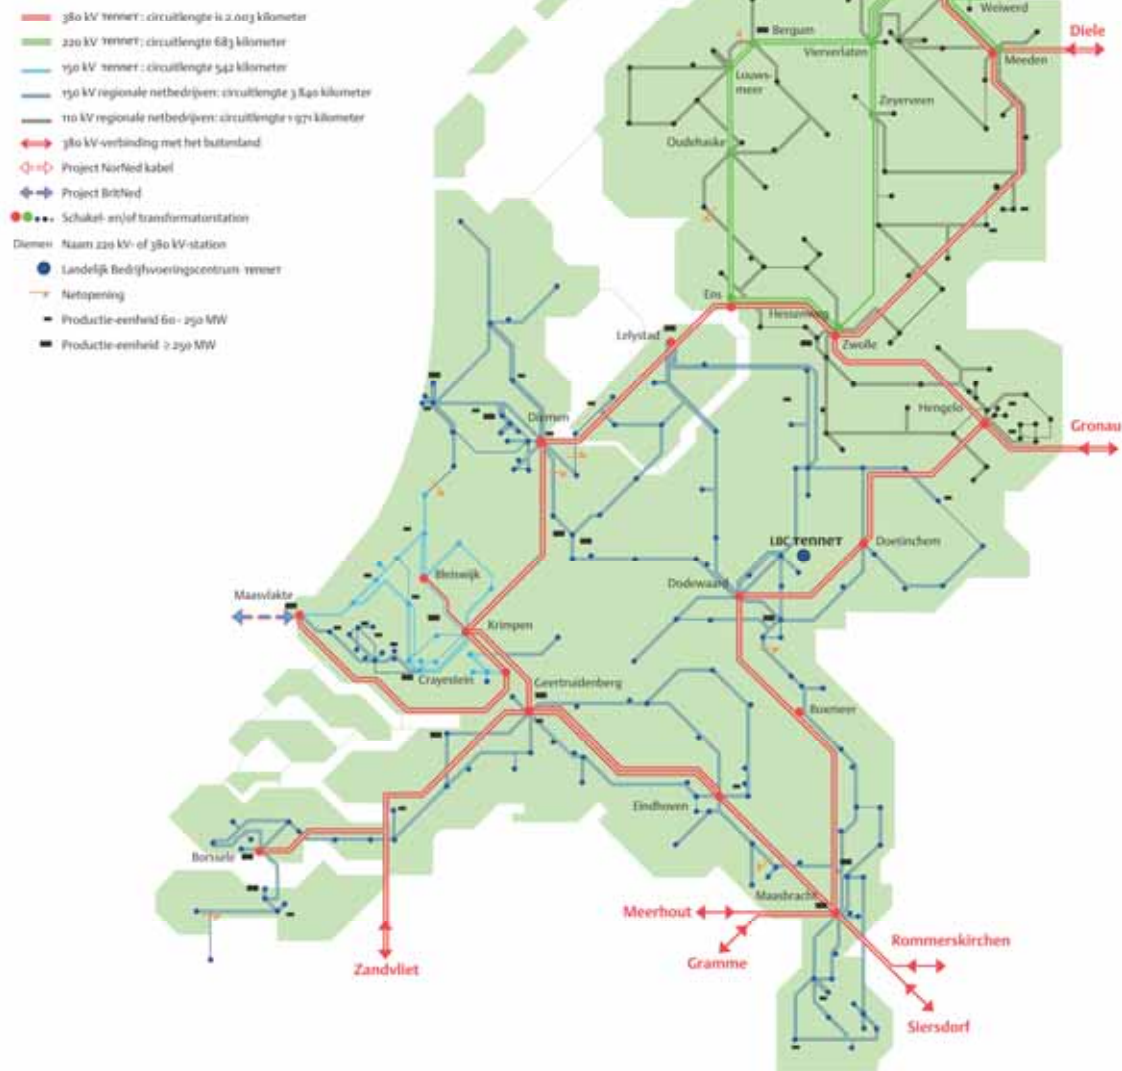 380 kV TENNET: circuitlengte is 2.003 kilometer
220 kV TENNET: circuitlengte 683 kilometer
150 kV TENNET: circuitlengte 542 kilometer
150 kV regionale netbedrijven: circuitlengte 3 840 kilometer
110 kV regionale netbedrijven: circuitlengte 1 971 kilometer
380 kV-verbinding met het buitenland
Project NorNed kabel
Project BritNed
Schakel- en/of transformatorstation
Diemen Naam 220 kV- of 380 kV-station
Landelijk Bedrijfvoeringscentrum TENNET
Netopening
Productie-eenheid 60 - 250 MW
Productie-eenheid ≥ 250 MW
Weiwerd
Diele
Bergum
Vierverlaten
Meeden
Louws-
meer
Zeyerveen
Oudehaske
Ens
Hessenweg
Lelystad
Zwolle
Hengelo
Diemen
Gronau
LBC TENNET
Doetinchem
Bleiswijk
Dodewaard
Maasvlakte
Krimpen
Crayestein
Geertruidenberg
Boxmeer
Eindhoven
Borssele
Maasbracht
Meerhout
Rommerskirchen
Gramme
Zandvliet
Siersdorf